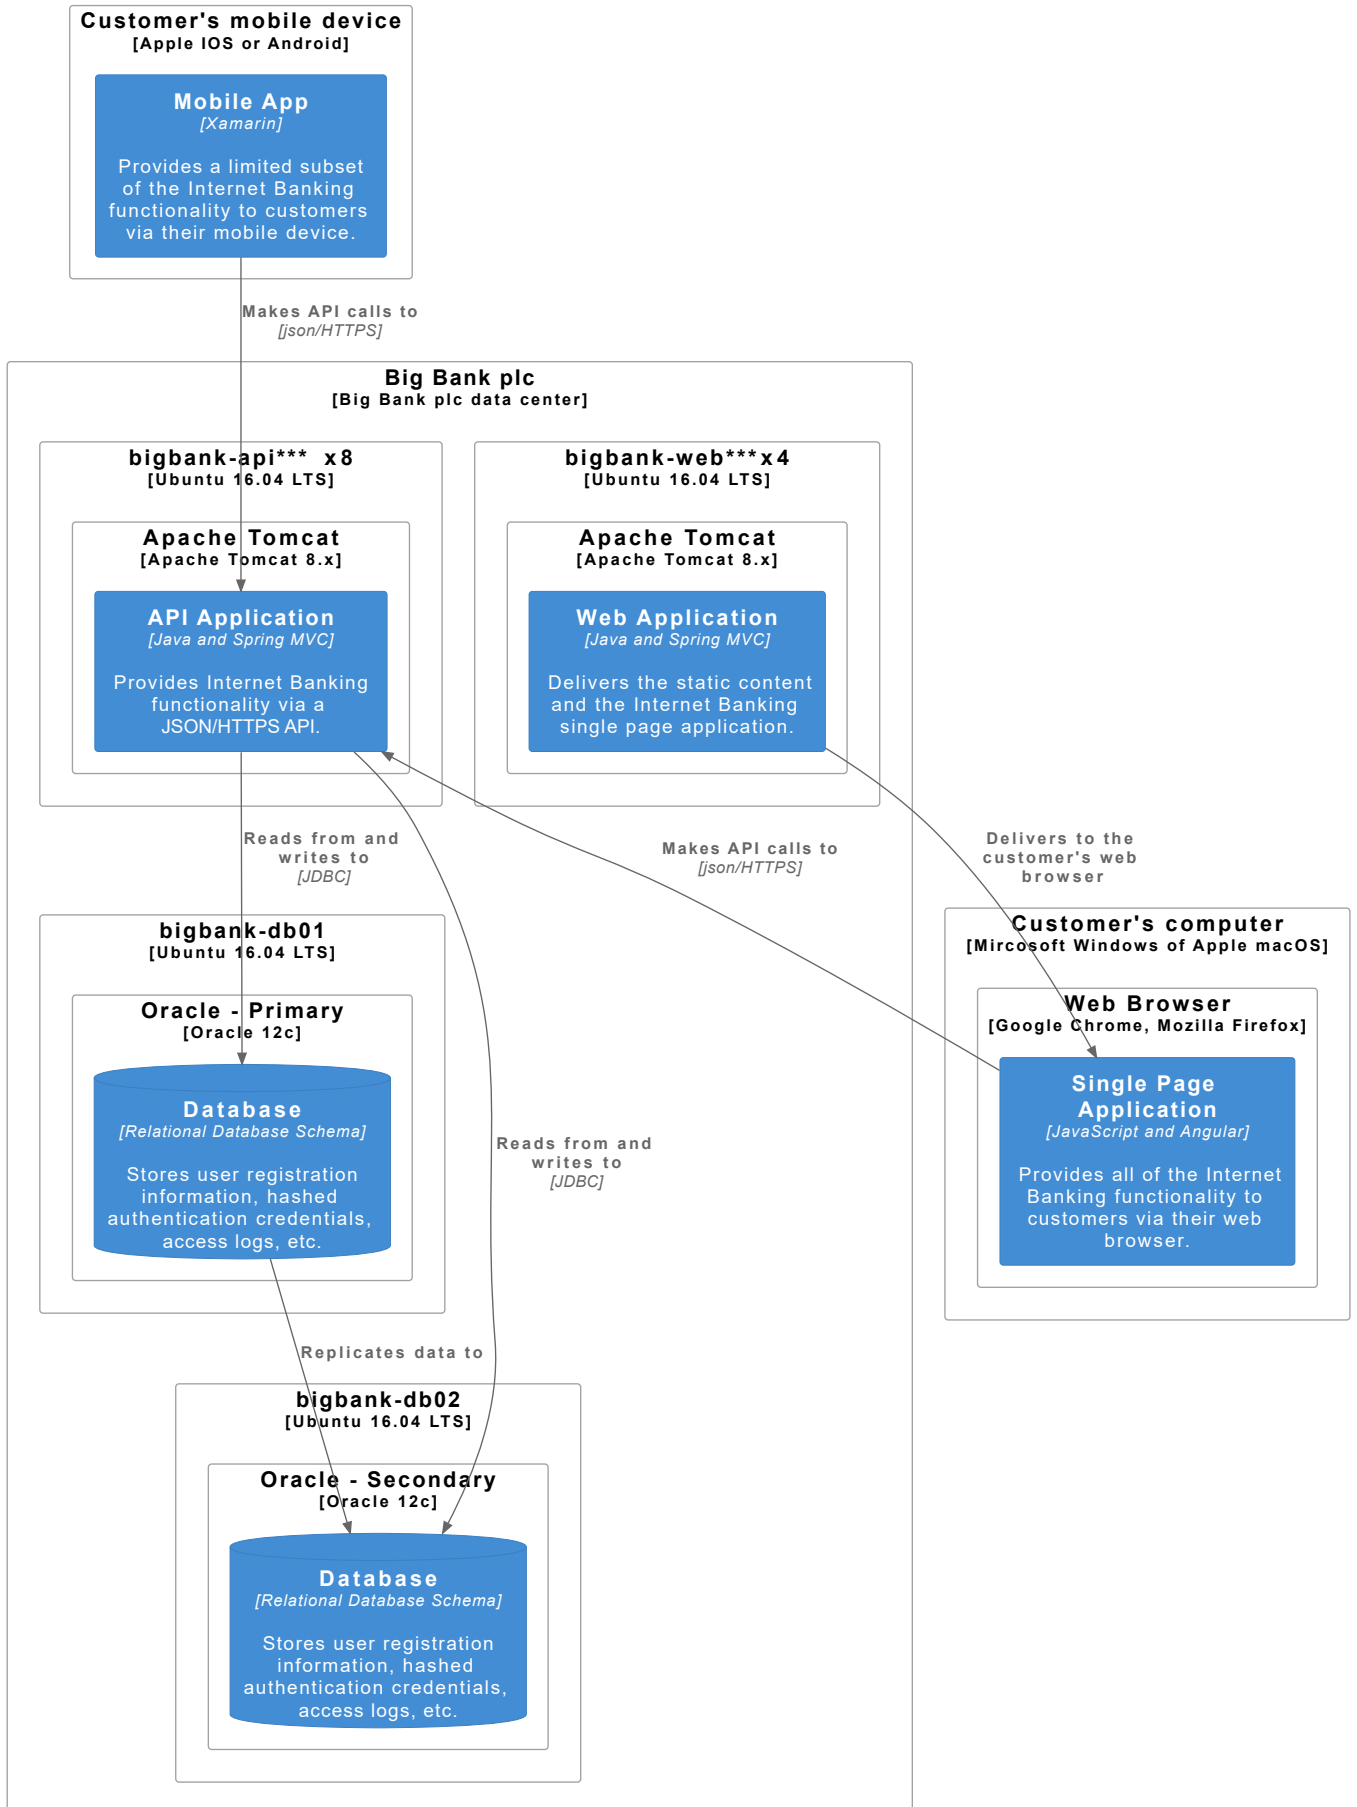 Customer's mobile device
[Apple IOS or Android]
Mobile App
[Xamarin]
Provides a limited subset
of the Internet Banking
functionality to customers
via their mobile device.
Makes API calls to
[json/HTTPS]
Big Bank plc
[Big Bank plc data center]
bigbank-api*** x8
[Ubuntu 16.04 LTS]
Apache Tomcat
[Apache Tomcat 8.x]
API Application
[Java and Spring MVC]
Provides Internet Banking
functionality via a
JSON/HTTPS API.
bigbank-web***x4
[Ubuntu 16.04 LTS]
Apache Tomcat
[Apache Tomcat 8.x]
Web Application
[Java and Spring MVC]
Delivers the static content
and the Internet Banking
single page application.
Reads from and
writes to
[JDBC]
Makes API calls to
[json/HTTPS]
Delivers to the
customer's web
browser
bigbank-db01
[Ubuntu 16.04 LTS]
Oracle - Primary
[Oracle 12c]
Database
[Relational Database Schema]
Stores user registration
information, hashed
authentication credentials,
access logs, etc.
Reads from and
writes to
[JDBC]
Customer's computer
[Mircosoft Windows of Apple macOS]
Web Browser
[Google Chrome, Mozilla Firefox]
Single Page
Application
[JavaScript and Angular]
Provides all of the Internet
Banking functionality to
customers via their web
browser.
Replicates data to
bigbank-db02
[Ubuntu 16.04 LTS]
Oracle - Secondary
[Oracle 12c]
Database
[Relational Database Schema]
Stores user registration
information, hashed
authentication credentials,
access logs, etc.